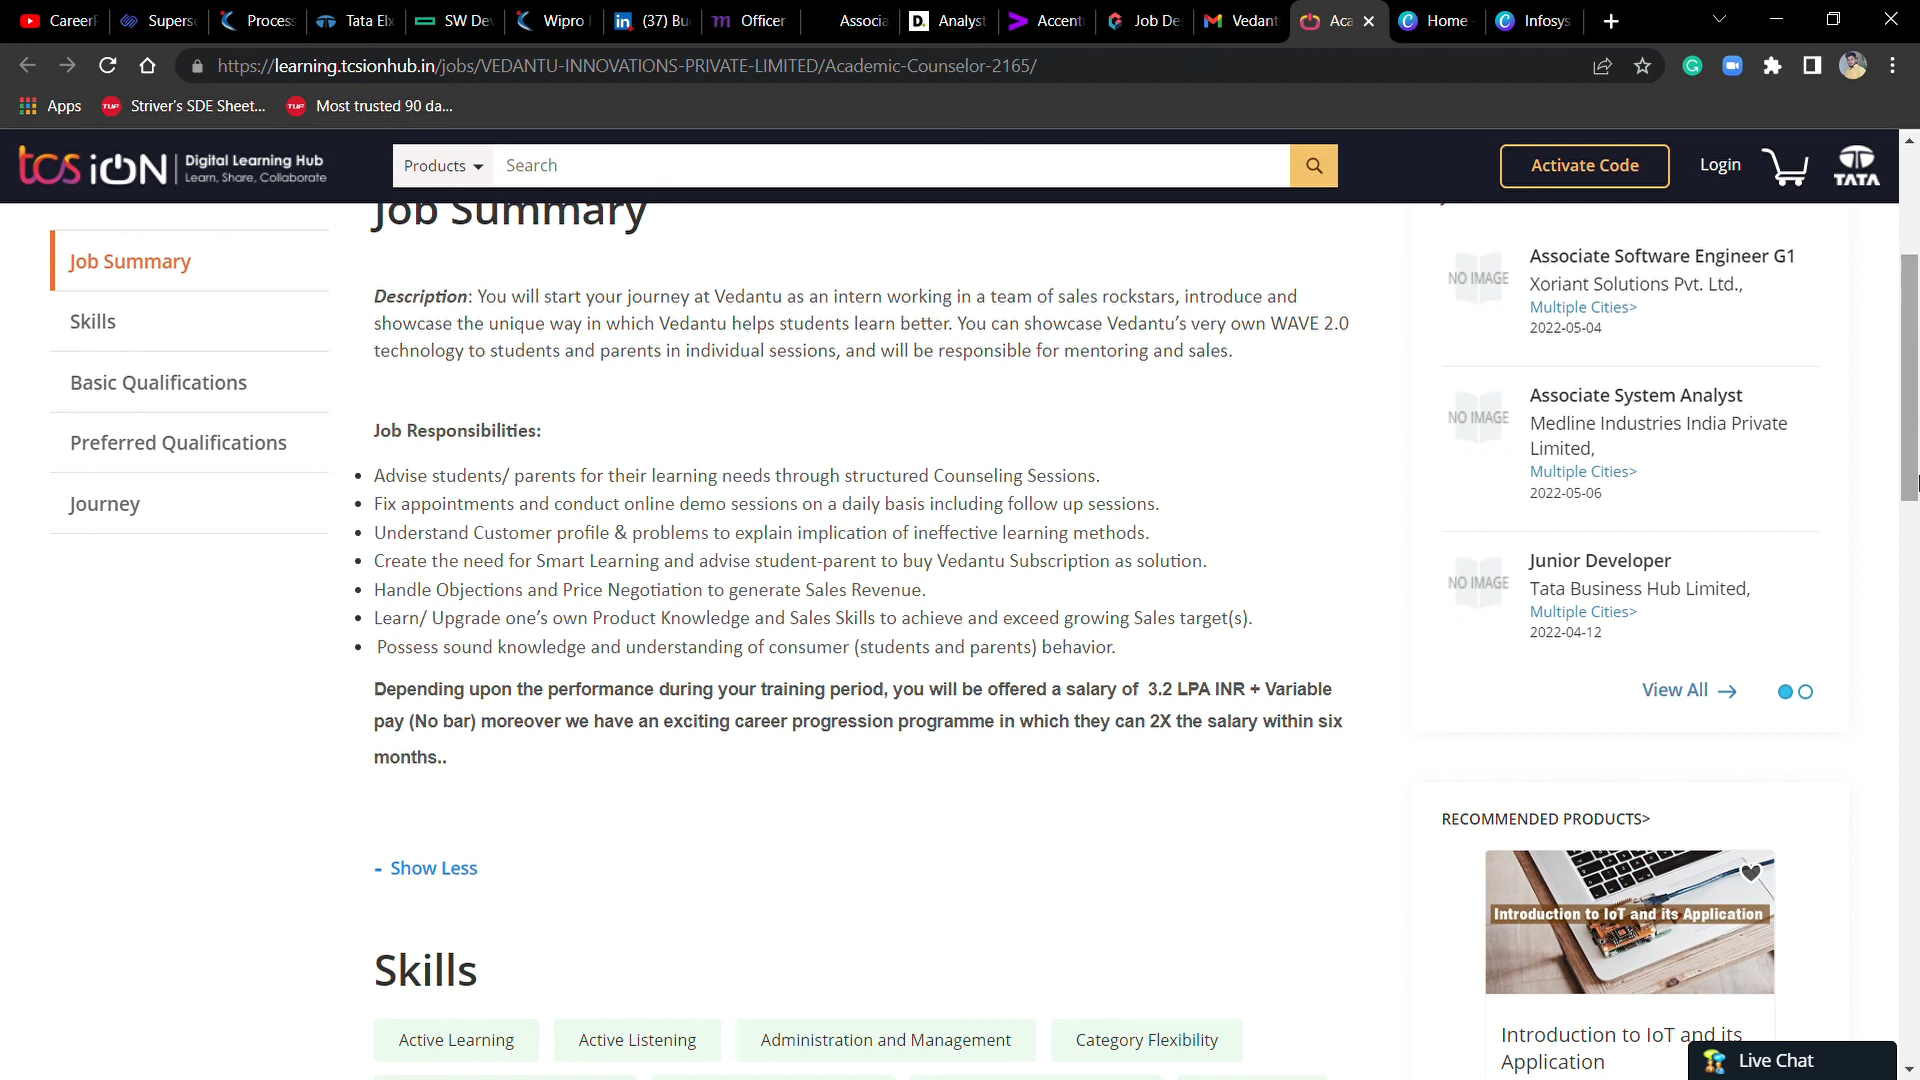 CareerF
Superse
Process
Tata Elx
SW Dev
Wipro
(37) Bu
Officer
Associa
Analyst
Accent
Job De
Vedant
Aca
Home
Infosys
https://learning.tcsionhub.in/jobs/VEDANTU-INNOVATIONS-PRIVATE-LIMITED/Academic-Counselor-2165/
Apps
Striver's SDE Sheet...
Most trusted 90 da...
tcs iON
Digital Learning Hub
Learn, Share, Collaborate
Products
Search
Activate Code
Login
TATA
Job Summary
Skills
Basic Qualifications
Preferred Qualifications
Journey
Job Summary
Description: You will start your journey at Vedantu as an intern working in a team of sales rockstars, introduce and
showcase the unique way in which Vedantu helps students learn better. You can showcase Vedantu's very own WAVE 2.0
technology to students and parents in individual sessions, and will be responsible for mentoring and sales.
Job Responsibilities:
• Advise students/ parents for their learning needs through structured Counseling Sessions.
• Fix appointments and conduct online demo sessions on a daily basis including follow up sessions.
• Understand Customer profile & problems to explain implication of ineffective learning methods.
• Create the need for Smart Learning and advise student-parent to buy Vedantu Subscription as solution.
• Handle Objections and Price Negotiation to generate Sales Revenue.
• Learn/ Upgrade one's own Product Knowledge and Sales Skills to achieve and exceed growing Sales target(s).
• Possess sound knowledge and understanding of consumer (students and parents) behavior.
Depending upon the performance during your training period, you will be offered a salary of 3.2 LPA INR + Variable
pay (No bar) moreover we have an exciting career progression programme in which they can 2X the salary within six
months..
- Show Less
Skills
Active Learning
Active Listening
Administration and Management
Category Flexibility
NO IMAGE
Associate Software Engineer G1
Xoriant Solutions Pvt. Ltd.,
Multiple Cities>
2022-05-04
NO IMAGE
Associate System Analyst
Medline Industries India Private
Limited,
Multiple Cities>
2022-05-06
NO IMAGE
Junior Developer
Tata Business Hub Limited,
Multiple Cities>
2022-04-12
View All →
RECOMMENDED PRODUCTS>
Introduction to IoT and its Application
Introduction to IoT and its
Application
Live Chat